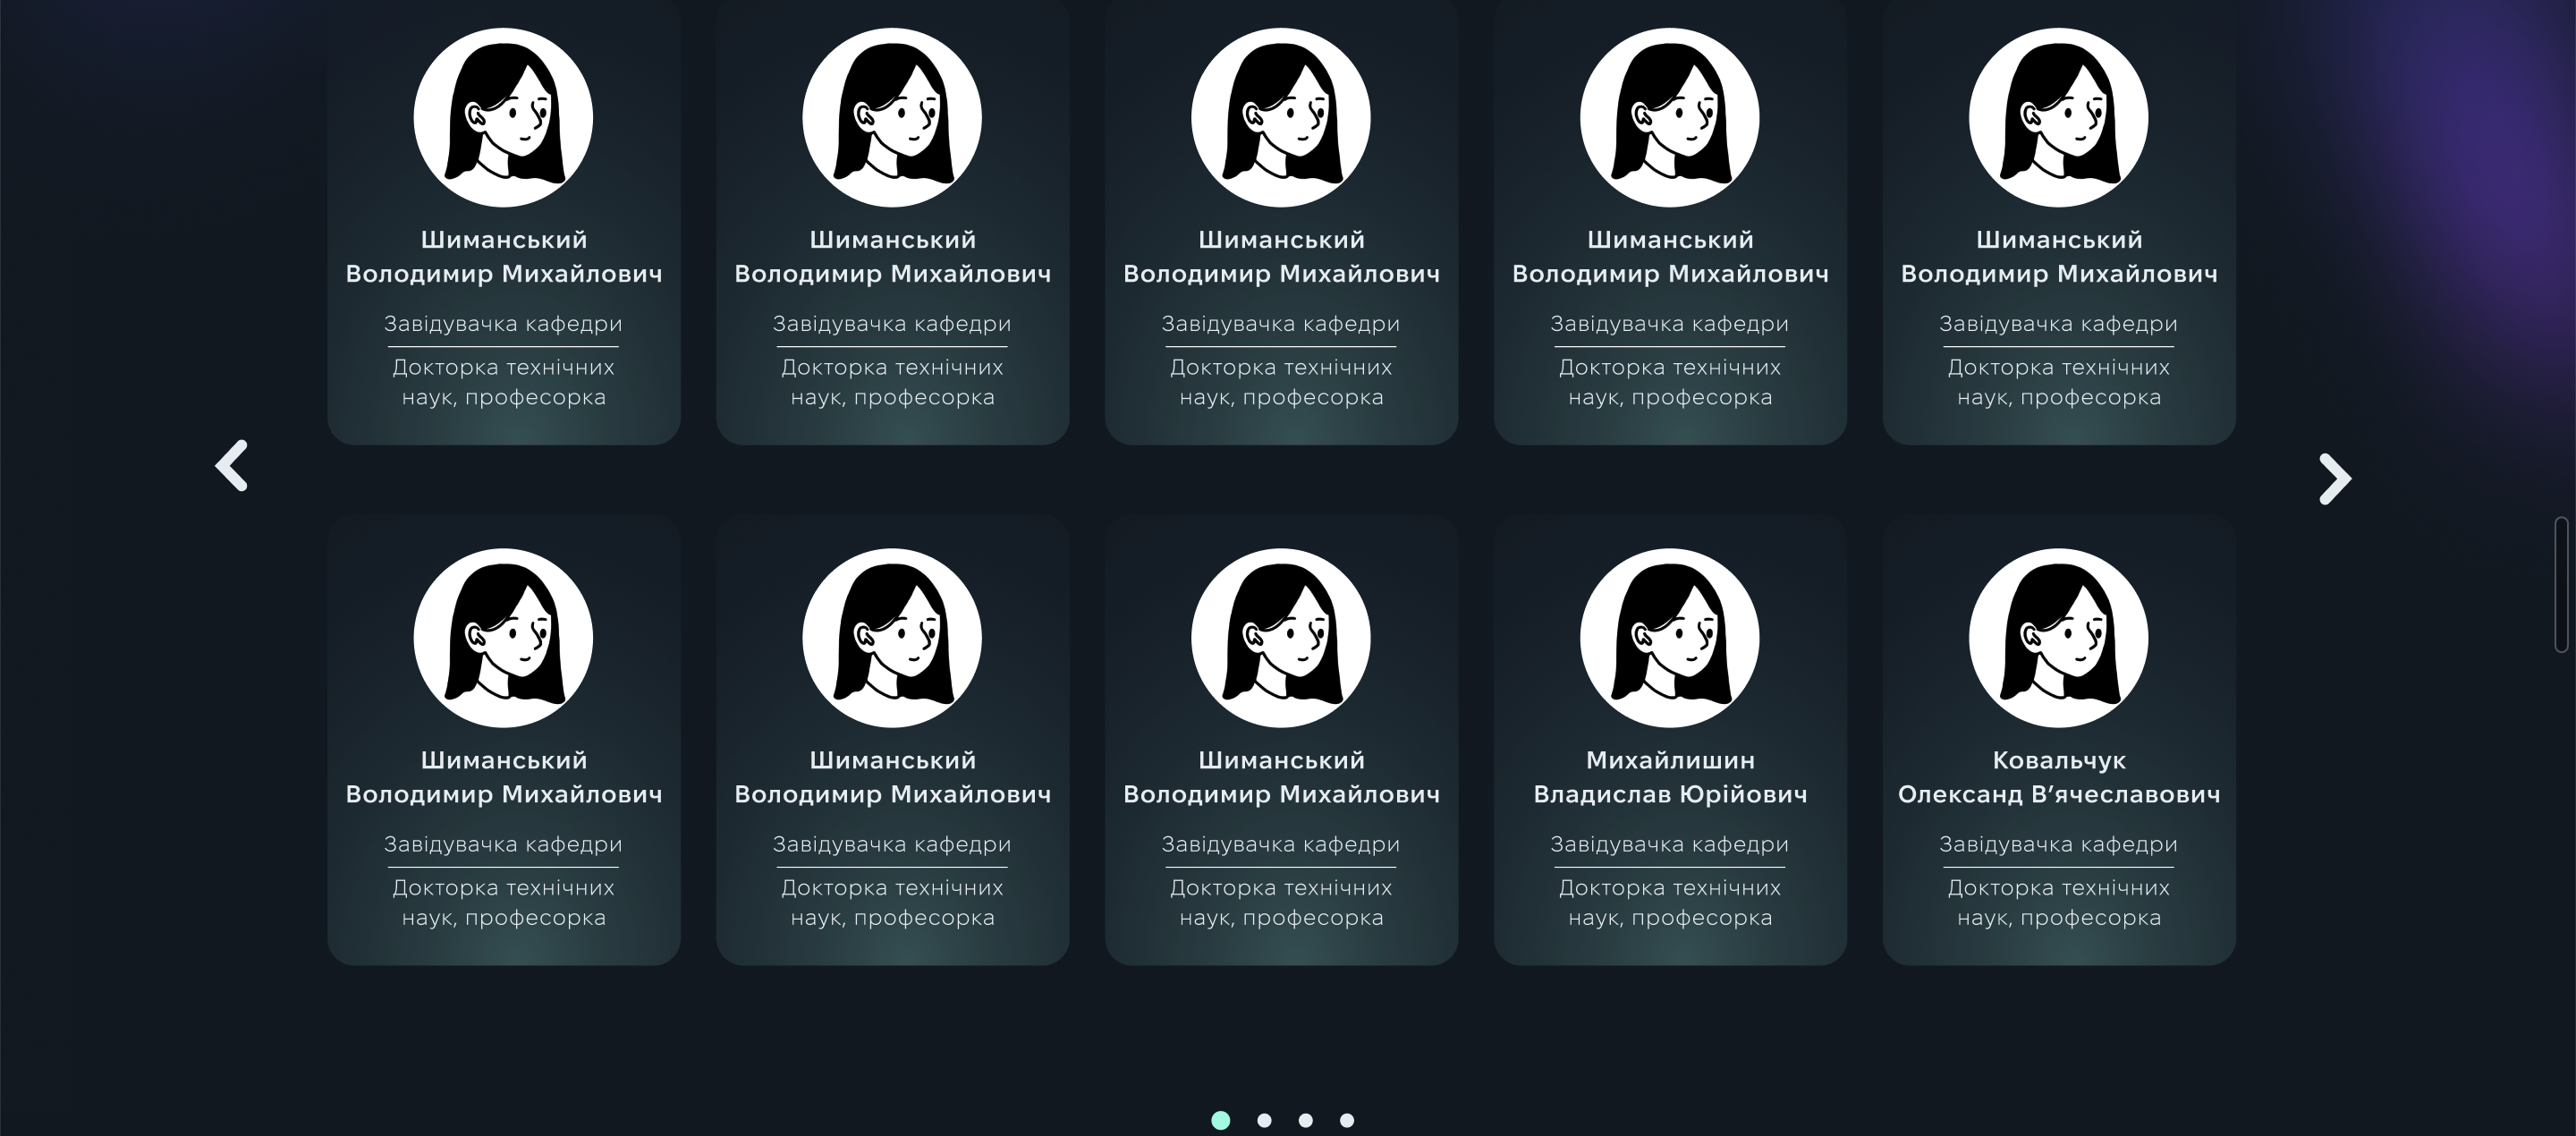 Шиманський
Володимир Михайлович
Завідувачка кафедри
Докторка технічних
наук, професорка
Шиманський
Володимир Михайлович
Завідувачка кафедри
Докторка технічних
наук, професорка
Шиманський
Володимир Михайлович
Завідувачка кафедри
Докторка технічних
наук, професорка
Шиманський
Володимир Михайлович
Завідувачка кафедри
Докторка технічних
наук, професорка
Шиманський
Володимир Михайлович
Завідувачка кафедри
Докторка технічних
наук, професорка
Шиманський
Володимир Михайлович
Завідувачка кафедри
Докторка технічних
наук, професорка
Шиманський
Володимир Михайлович
Завідувачка кафедри
Докторка технічних
наук, професорка
Шиманський
Володимир Михайлович
Завідувачка кафедри
Докторка технічних
наук, професорка
Михайлишин
Владислав Юрійович
Завідувачка кафедри
Докторка технічних
наук, професорка
Ковальчук
Олександ В’ячеславович
Завідувачка кафедри
Докторка технічних
наук, професорка